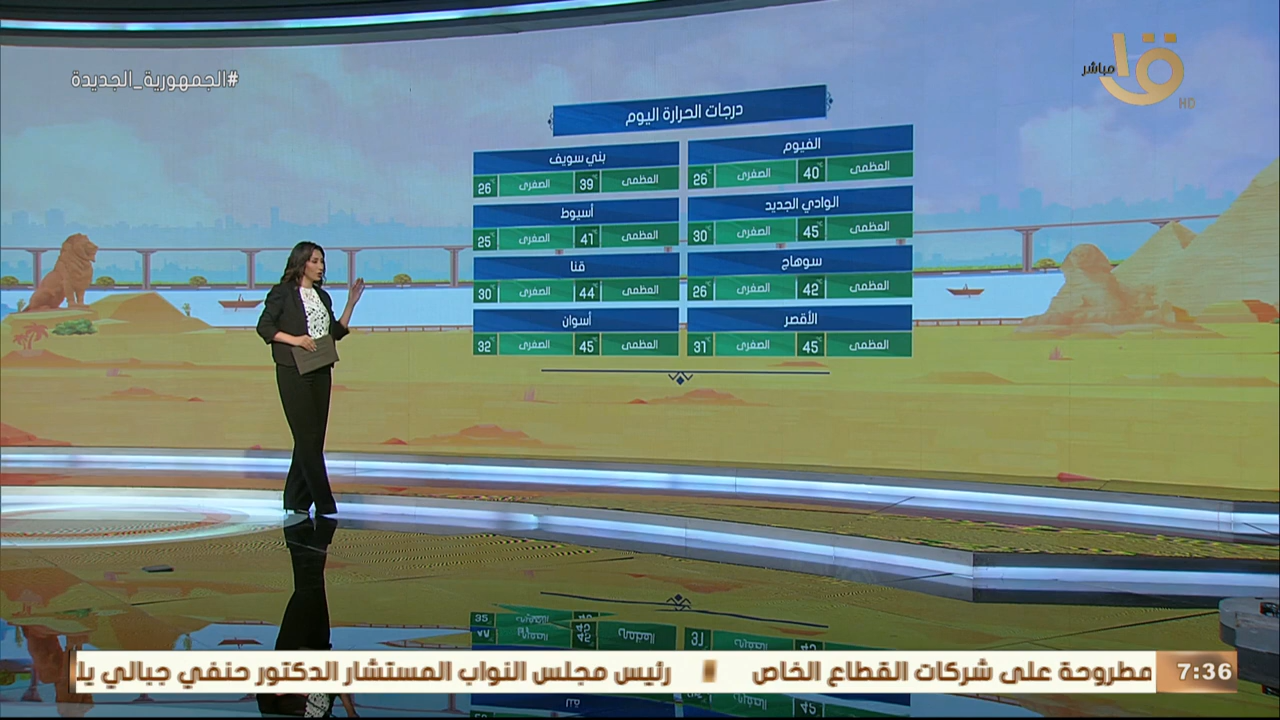 #الجمهورية_الجديدة
مباشر
HD
درجات الحرارة اليوم
الفيوم
العظمى 40°c الصغرى 26°c
بني سويف
العظمى 39°c الصغرى 26°c
الوادي الجديد
العظمى 45°c الصغرى 30°c
أسيوط
العظمى 41°c الصغرى 25°c
سوهاج
العظمى 42°c الصغرى 26°c
قنا
العظمى 44°c الصغرى 30°c
الأقصر
العظمى 45°c الصغرى 31°c
أسوان
العظمى 45°c الصغرى 32°c
7:36 مطروحة على شركات القطاع الخاص رئيس مجلس النواب المستشار الدكتور حنفي جبالي